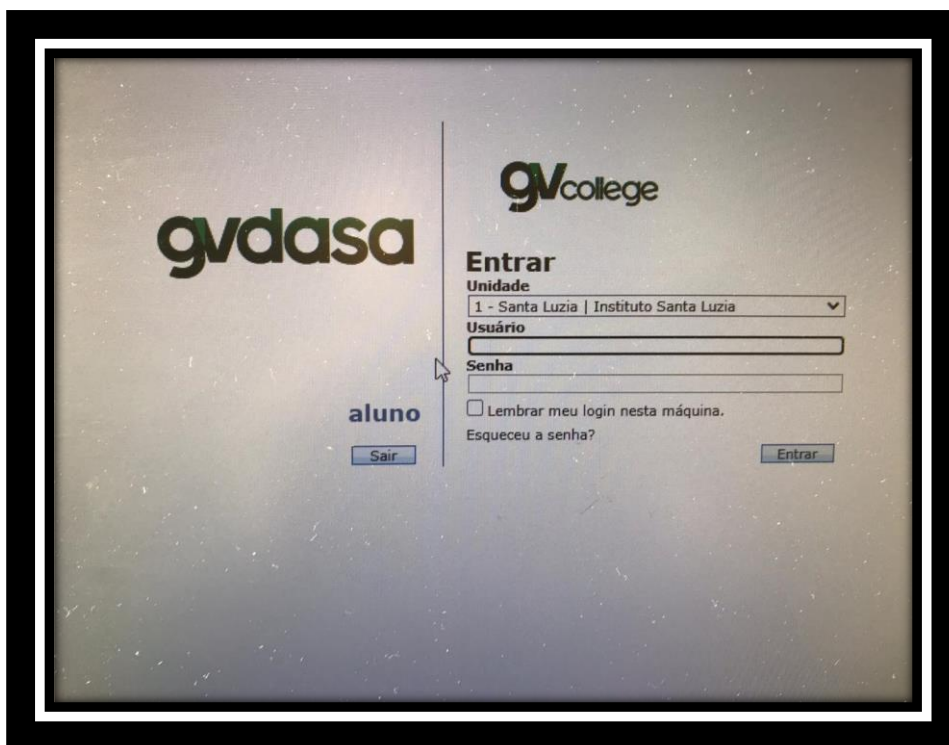 gvdasa
aluno
Sair
gvcollege
Entrar
Unidade
1 - Santa Luzia | Instituto Santa Luzia
Usuário
Senha
Lembrar meu login nesta máquina.
Esqueceu a senha?
Entrar